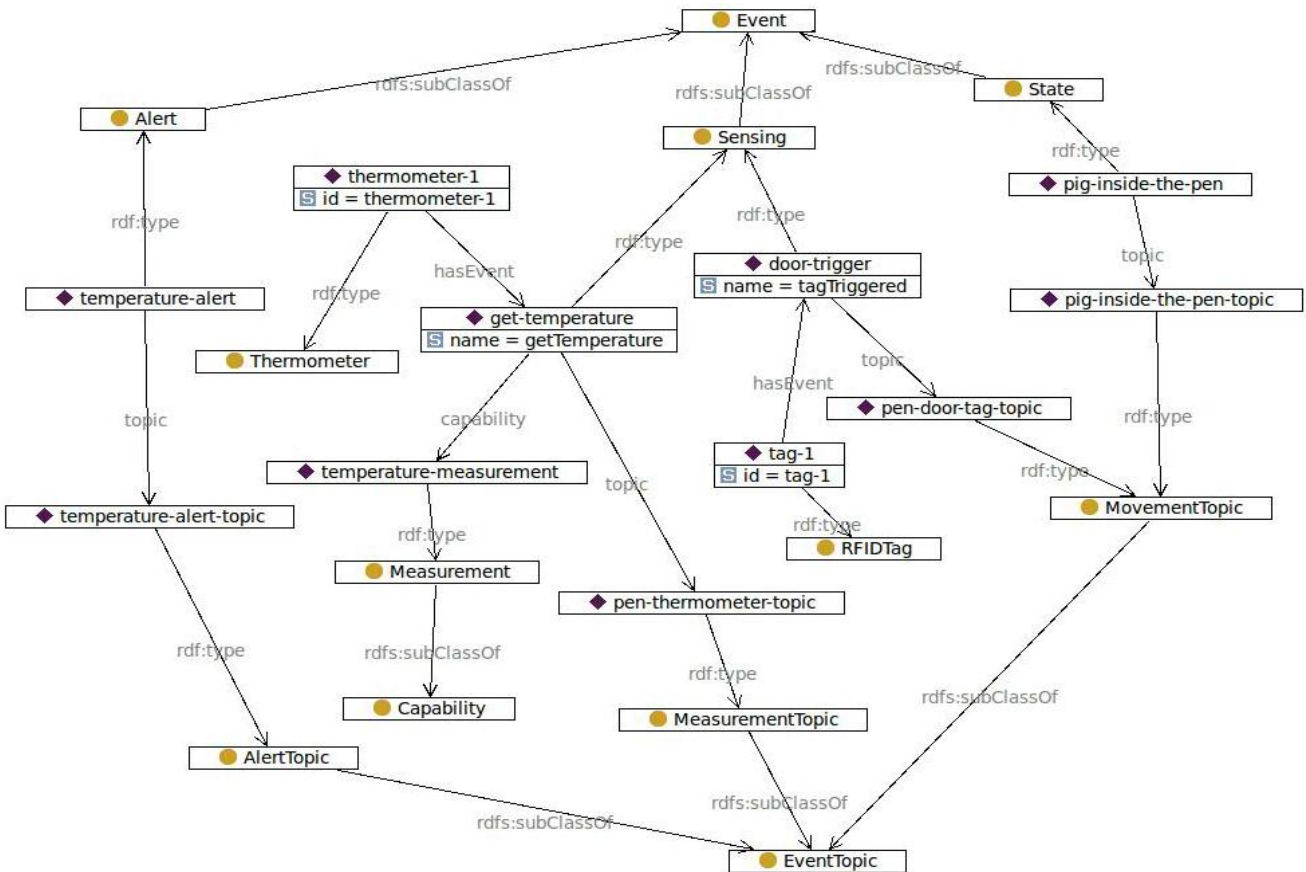 Event
rdfs:subClassOf
rdfs:subClassOf
State
rdfs:subClassOf
Alert
Sensing
rdf:type
thermometer-1
id = thermometer-1
pig-inside-the-pen
rdf:type
rdf:type
rdf:type
topic
door-trigger
name = tagTriggered
hasEvent
rdf:type
temperature-alert
pig-inside-the-pen-topic
get-temperature
name = getTemperature
Thermometer
topic
hasEvent
pen-door-tag-topic
rdf:type
topic
capability
tag-1
id = tag-1
temperature-measurement
rdf:type
topic
MovementTopic
temperature-alert-topic
rdf:type
rdf:type
RFIDTag
Measurement
pen-thermometer-topic
rdf:type
rdfs:subClassOf
rdf:type
rdfs:subClassOf
Capability
MeasurementTopic
AlertTopic
rdfs:subClassOf
rdfs:subClassOf
EventTopic